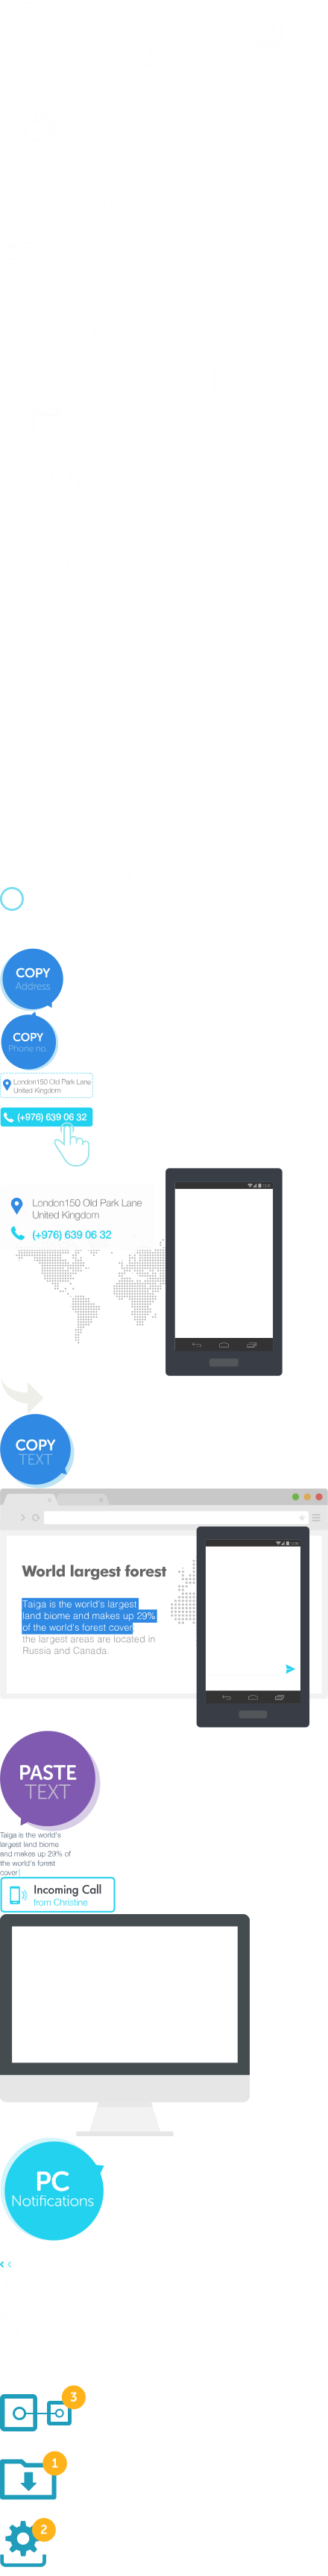 COPY
Address
COPY
Phone no.
London150 Old Park Lane
United Kingdom
(+976) 639 06 32
London150 Old Park Lane
United Kingdom
(+976) 639 06 32
COPY
TEXT
World largest forest
Taiga is the world's largest
land biome and makes up 29%
of the world's forest cover
the largest areas are located in
Russia and Canada.
PASTE
TEXT
Taiga is the world's
largest land biome
and makes up 29% of
the world's forest
cover
Incoming Call
from Christine
PC
Notifications
3
1
2